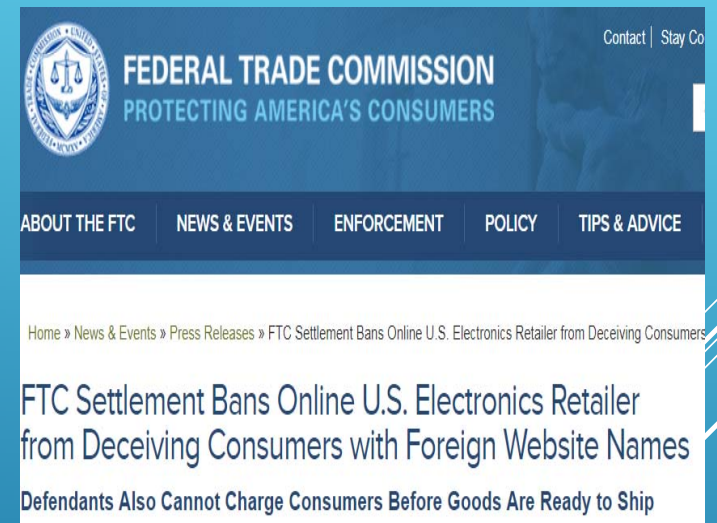 Contact | Stay Co
FEDERAL TRADE COMMISSION
PROTECTING AMERICA'S CONSUMERS
ABOUT THE FTC
NEWS & EVENTS
ENFORCEMENT
POLICY
TIPS & ADVICE
Home » News & Events » Press Releases » FTC Settlement Bans Online U.S. Electronics Retailer from Deceiving Consumers
FTC Settlement Bans Online U.S. Electronics Retailer
from Deceiving Consumers with Foreign Website Names
Defendants Also Cannot Charge Consumers Before Goods Are Ready to Ship